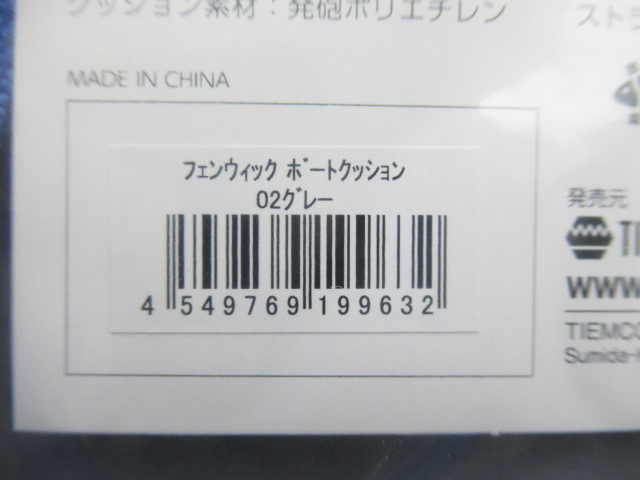 クッション素材：発砲ポリエチレン
MADE IN CHINA
フェンウィック ボートクッション
02グレー
4 549769 199632
発売元
WWW
TIEMCO